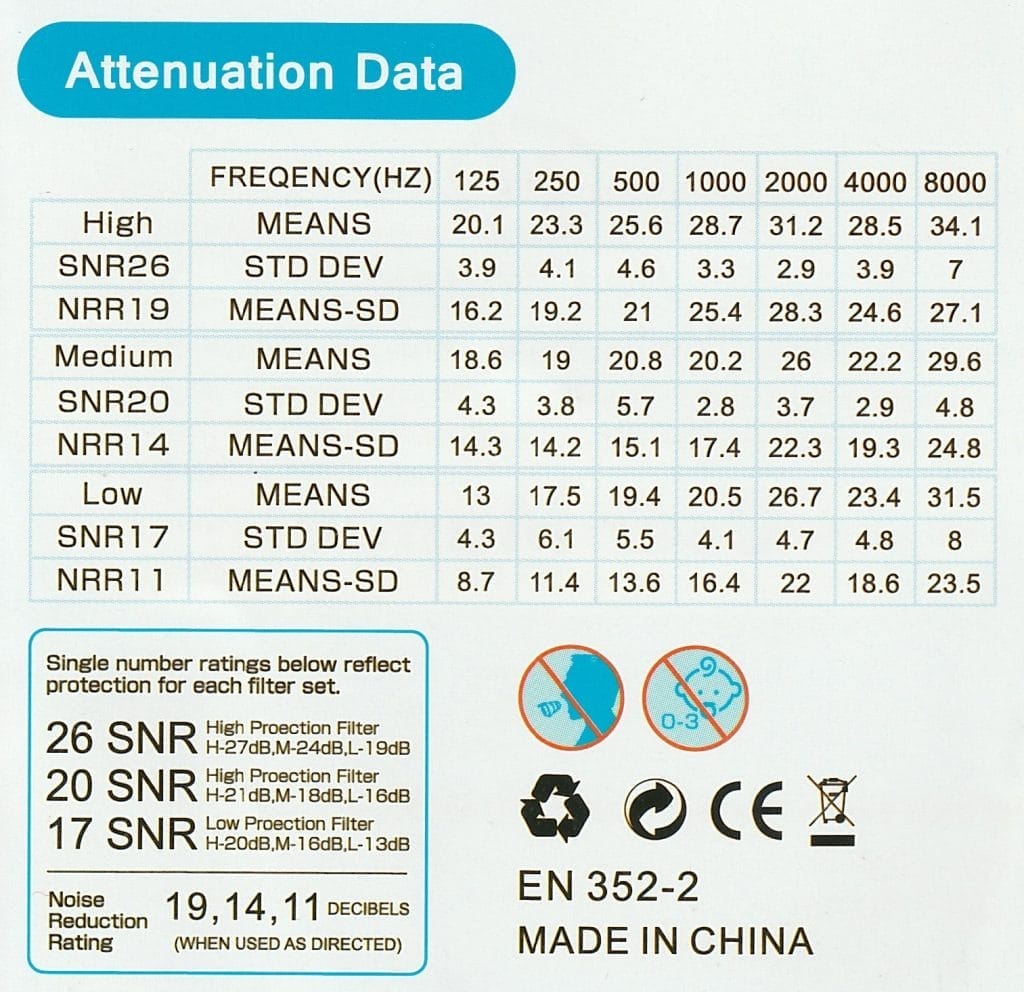 Attenuation Data
FREQENCY(HZ) 125 250 500 1000 2000 4000 8000
High MEANS 20.1 23.3 25.6 28.7 31.2 28.5 34.1
SNR26 STD DEV 3.9 4.1 4.6 3.3 2.9 3.9 7
NRR19 MEANS-SD 16.2 19.2 21 25.4 28.3 24.6 27.1
Medium MEANS 18.6 19 20.8 20.2 26 22.2 29.6
SNR20 STD DEV 4.3 3.8 5.7 2.8 3.7 2.9 4.8
NRR14 MEANS-SD 14.3 14.2 15.1 17.4 22.3 19.3 24.8
Low MEANS 13 17.5 19.4 20.5 26.7 23.4 31.5
SNR17 STD DEV 4.3 6.1 5.5 4.1 4.7 4.8 8
NRR11 MEANS-SD 8.7 11.4 13.6 16.4 22 18.6 23.5
Single number ratings below reflect
protection for each filter set.
26 SNR High Proection Filter
H-27dB,M-24dB,L-19dB
20 SNR High Proection Filter
H-21dB,M-18dB,L-16dB
17 SNR Low Proection Filter
H-20dB,M-16dB,L-13dB
Noise
Reduction
Rating
19,14,11 DECIBELS
(WHEN USED AS DIRECTED)
0-3
CE
EN 352-2
MADE IN CHINA